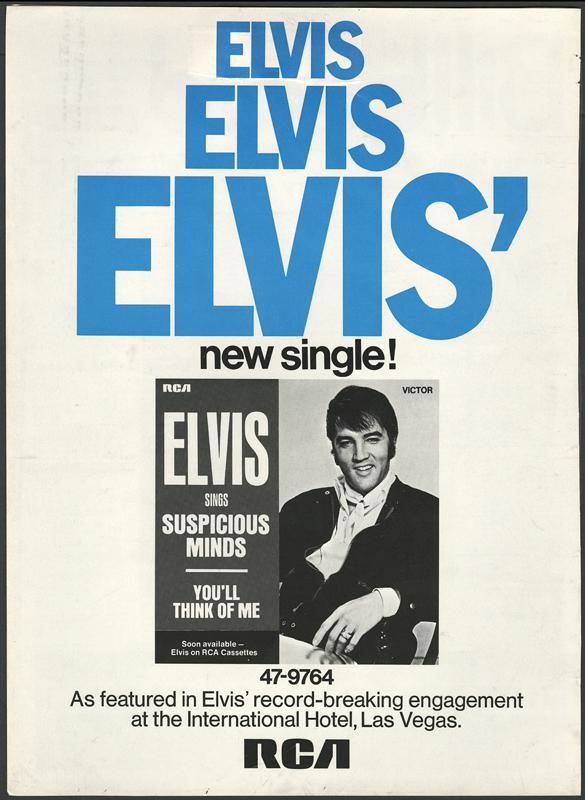 ELVIS
ELVIS
ELVIS'
new single!
RCA
VICTOR
ELVIS
SINGS
SUSPICIOUS
MINDS
YOU'LL
THINK OF ME
Soon available –
Elvis on RCA Cassettes
47-9764
As featured in Elvis' record-breaking engagement
at the International Hotel, Las Vegas.
RCA